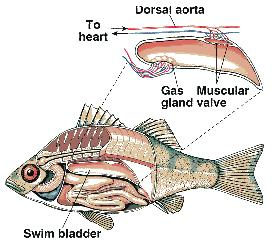 Dorsal aorta
To
heart
Gas Muscular
gland valve
Swim bladder